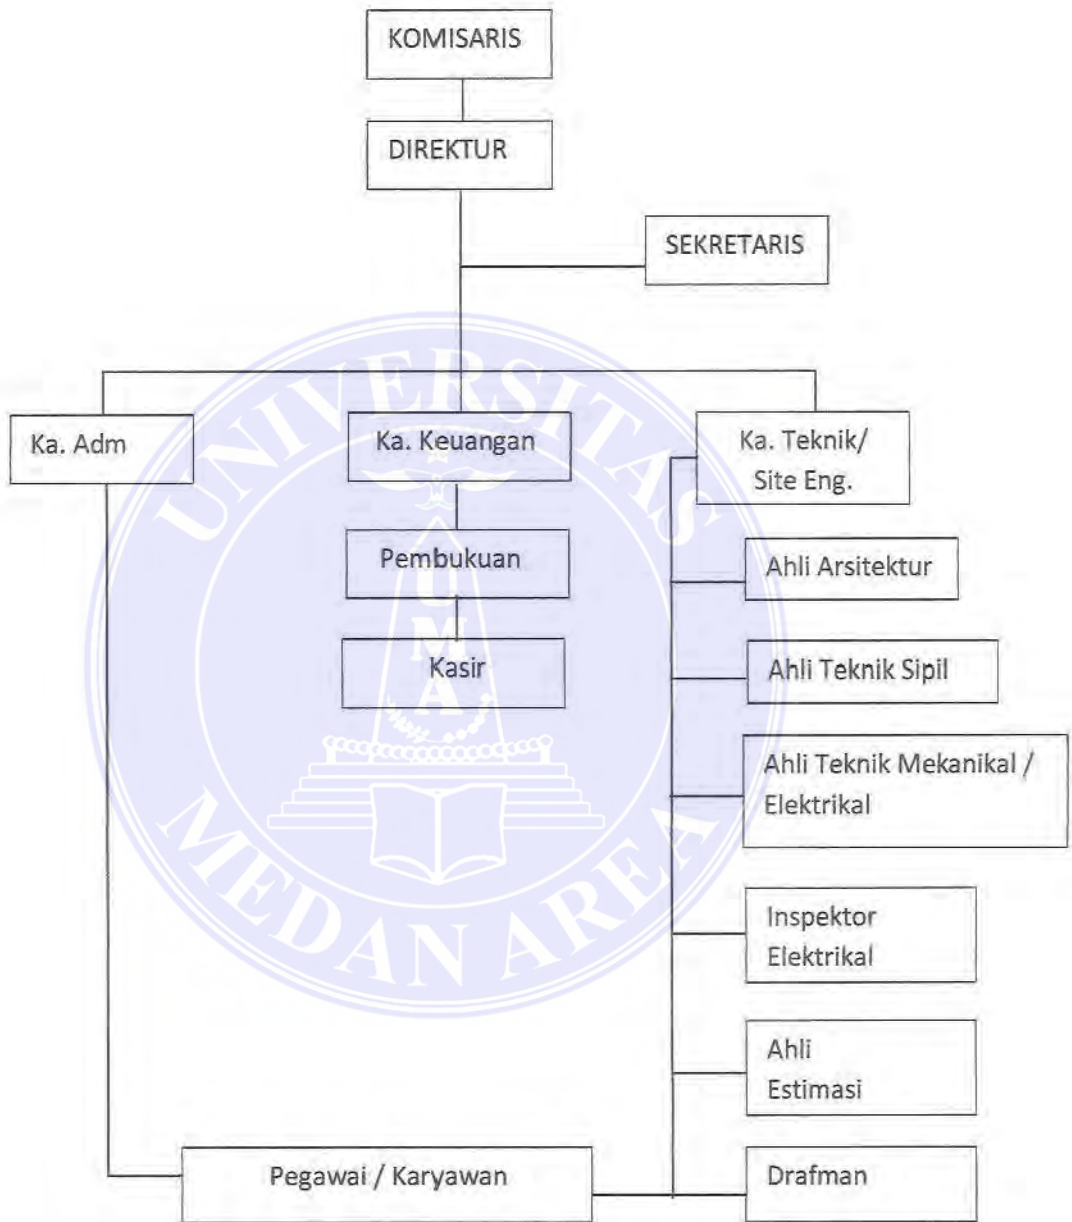 KOMISARIS
DIREKTUR
SEKRETARIS
Ka. Adm
Ka. Keuangan
Ka. Teknik/
Site Eng.
Pembukuan
Ahli Arsitektur
Kasir
Ahli Teknik Sipil
Ahli Teknik Mekanikal /
Elektrikal
Inspektor
Elektrikal
Ahli
Estimasi
Pegawai / Karyawan
Drafman
UNIVERSITAS
MEDAN AREA
UMA